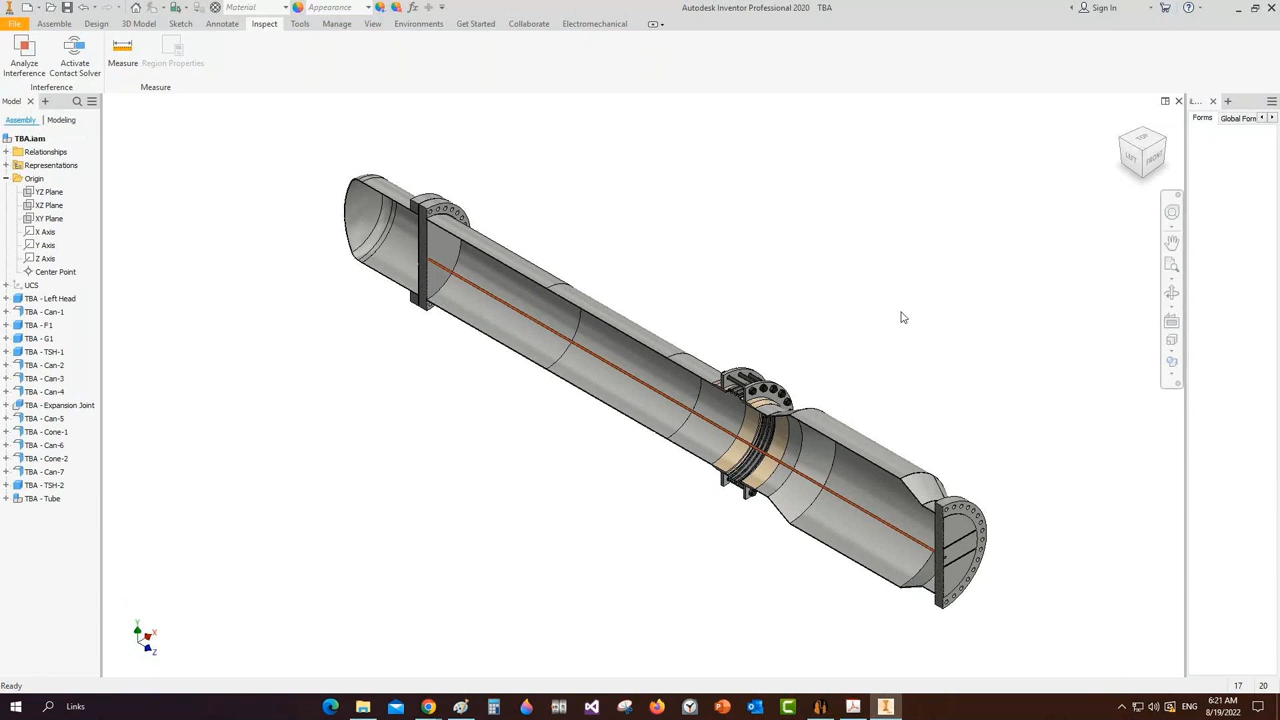 Material
Appearance
Autodesk Inventor Professional 2020
TBA
Sign In
File
Assemble
Design
3D Model
Sketch
Annotate
Inspect
Tools
Manage
View
Environments
Get Started
Collaborate
Electromechanical
Analyze
Interference
Activate
Contact Solver
Measure
Region Properties
Interference
Measure
Model
Assembly
Modeling
TBA.iam
Relationships
Representations
Origin
YZ Plane
XZ Plane
XY Plane
X Axis
Y Axis
Z Axis
Center Point
UCS
TBA - Left Head
TBA - Can-1
TBA - F1
TBA - G1
TBA - TSH-1
TBA - Can-2
TBA - Can-3
TBA - Can-4
TBA - Expansion Joint
TBA - Can-5
TBA - Cone-1
TBA - Can-6
TBA - Cone-2
TBA - Can-7
TBA - TSH-2
TBA - Tube
TOP
LEFT
FRONT
i...
Forms
Global Forn
Y
X
Z
Ready
17
20
Links
6:21 AM
8/19/2022